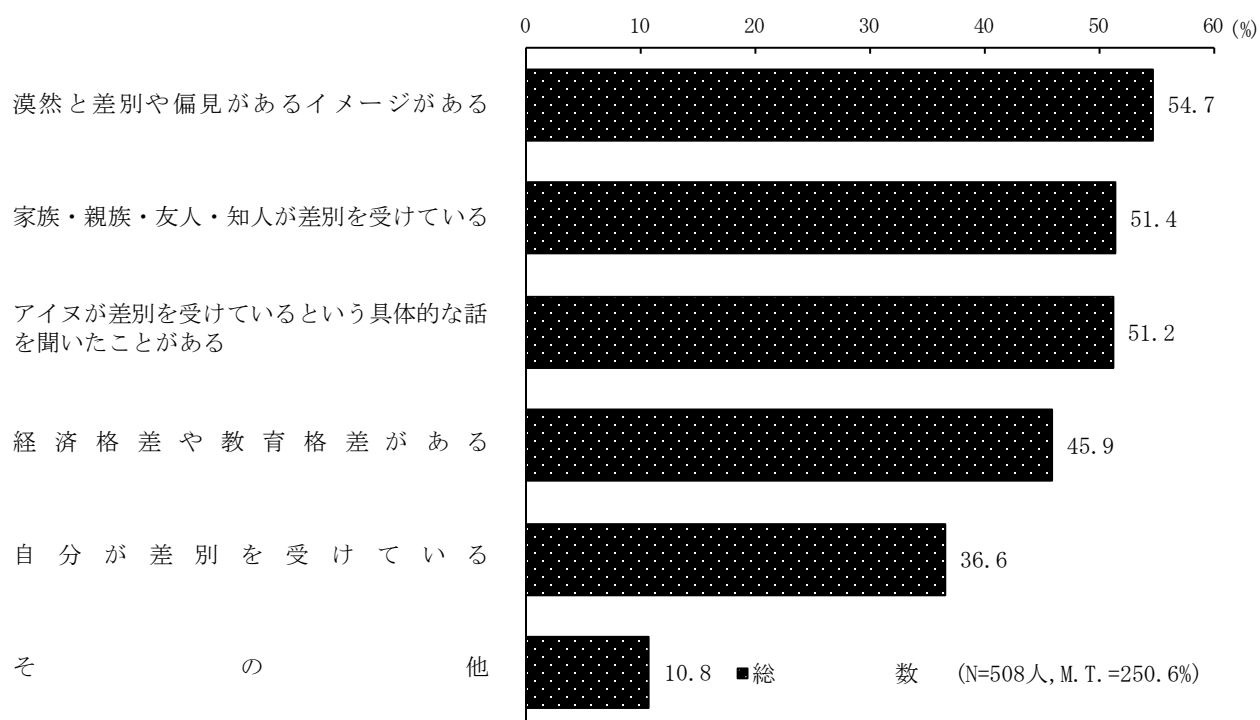 0 10 20 30 40 50 60 (%)
漠然と差別や偏見があるイメージがある 54.7
家族・親族・友人・知人が差別を受けている 51.4
アイヌが差別を受けているという具体的な話
を聞いたことがある 51.2
経済格差や教育格差がある 45.9
自分が差別を受けている 36.6
その他 10.8 ■総数 (N=508人,M.T.=250.6%)